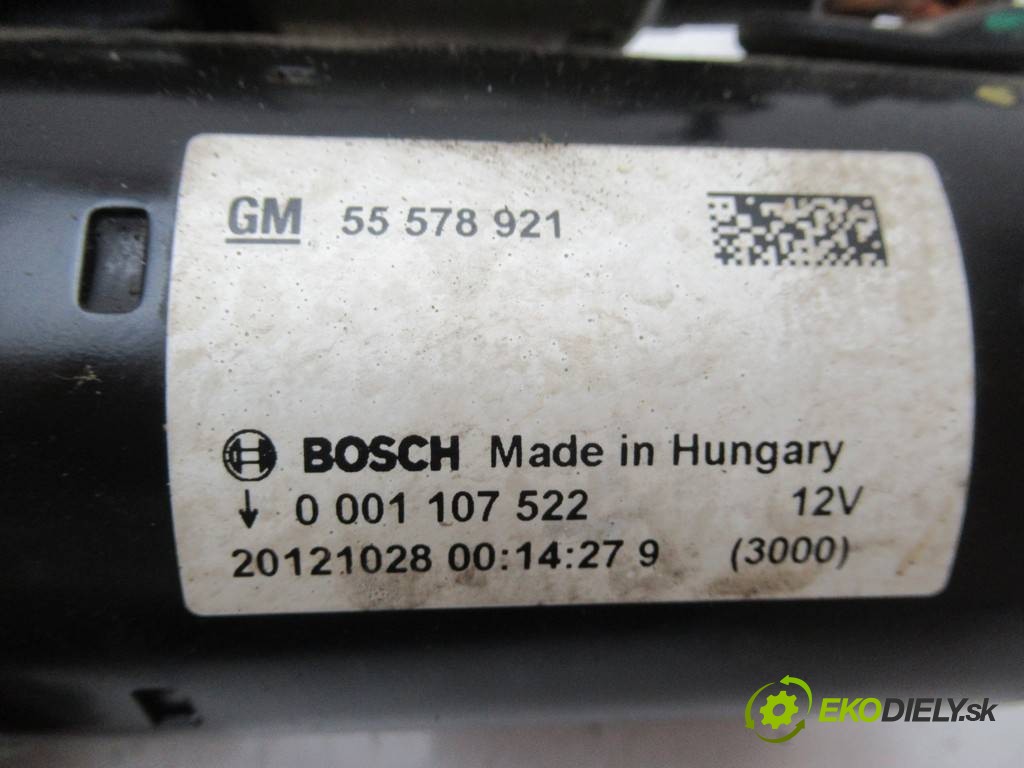 GM 55 578 921
BOSCH Made in Hungary
↓ 0 001 107 522 12V
20121028 00:14:27 9 (3000)
EKODIELY.sk